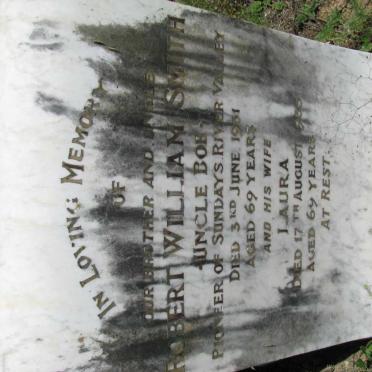 IN LOVING MEMORY
OF
OUR BROTHER AND UNCLE
ROBERT WILLIAM SMITH
UNCLE BOB
PIONEER OF SUNDAYS RIVER VALLEY
DIED 3RD JUNE 1951
AGED 69 YEARS
AND HIS WIFE
LAURA
DIED 17TH AUGUST
AGED 69 YEARS
AT REST.